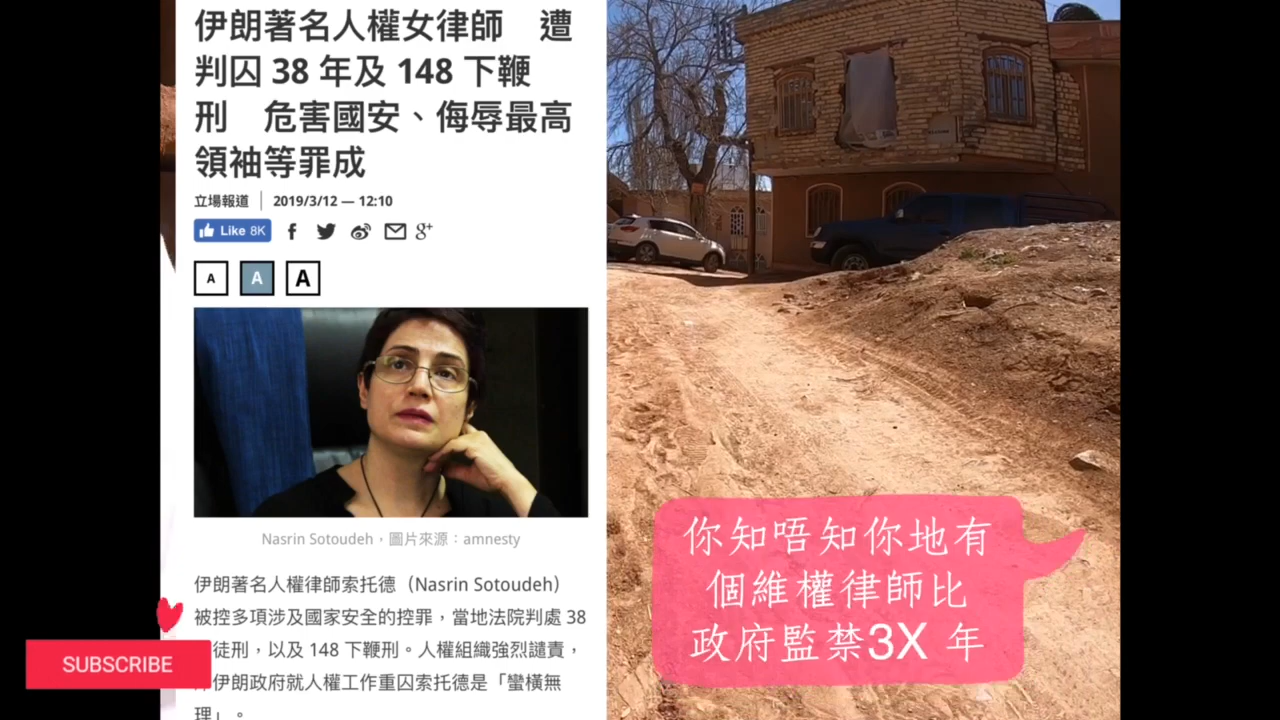 伊朗著名人權女律師　遭
判囚 38 年及 148 下鞭
刑　危害國安、侮辱最高
領袖等罪成
立場報道 | 2019/3/12 — 12:10
Like 8K
A A A
Nasrin Sotoudeh，圖片來源：amnesty
伊朗著名人權律師索托德（Nasrin Sotoudeh）
被控多項涉及國家安全的控罪，當地法院判處 38
徒刑，以及 148 下鞭刑。人權組織強烈譴責，
伊朗政府就人權工作重囚索托德是「蠻橫無
理」。
SUBSCRIBE
你知唔知你地有
個維權律師比
政府監禁3X 年